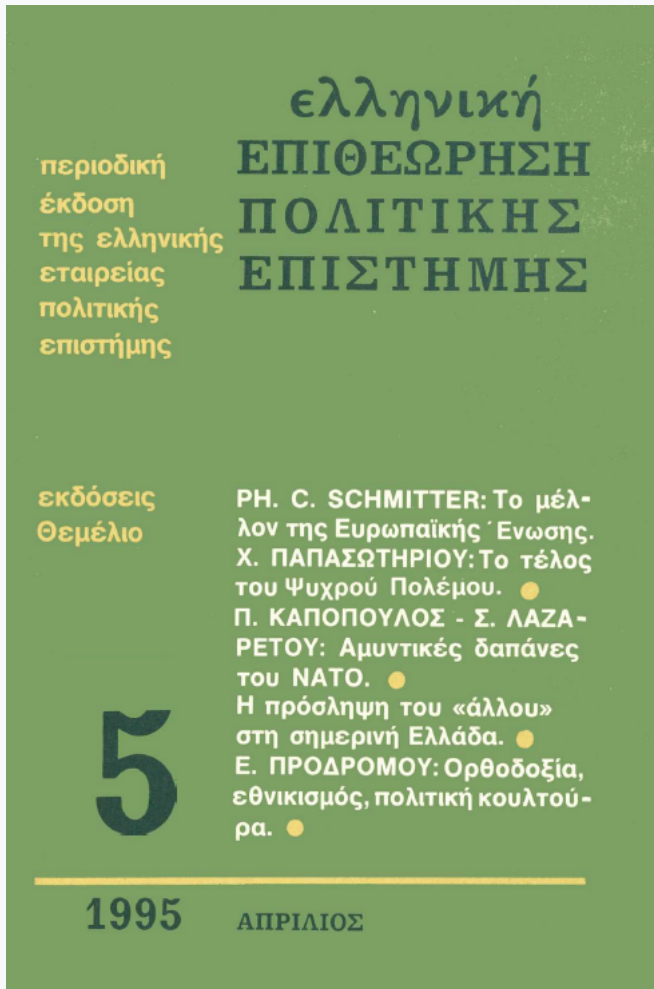 ελληνική
ΕΠΙΘΕΩΡΗΣΗ
ΠΟΛΙΤΙΚΗΣ
ΕΠΙΣΤΗΜΗΣ
περιοδική
έκδοση
της ελληνικής
εταιρείας
πολιτικής
επιστήμης
εκδόσεις
Θεμέλιο
PH. C. SCHMITTER: Το μέλ-
λον της Ευρωπαϊκής Ένωσης.
Χ. ΠΑΠΑΣΩΤΗΡΙΟΥ: Το τέλος
του Ψυχρού Πολέμου.
Π. ΚΑΠΟΠΟΥΛΟΣ - Σ. ΛΑΖΑ-
ΡΕΤΟΥ: Αμυντικές δαπάνες
του ΝΑΤΟ.
Η πρόσληψη του «άλλου»
στη σημερινή Ελλάδα.
Ε. ΠΡΟΔΡΟΜΟΥ: Ορθοδοξία,
εθνικισμός, πολιτική κουλτού-
ρα.
5
1995 ΑΠΡΙΛΙΟΣ